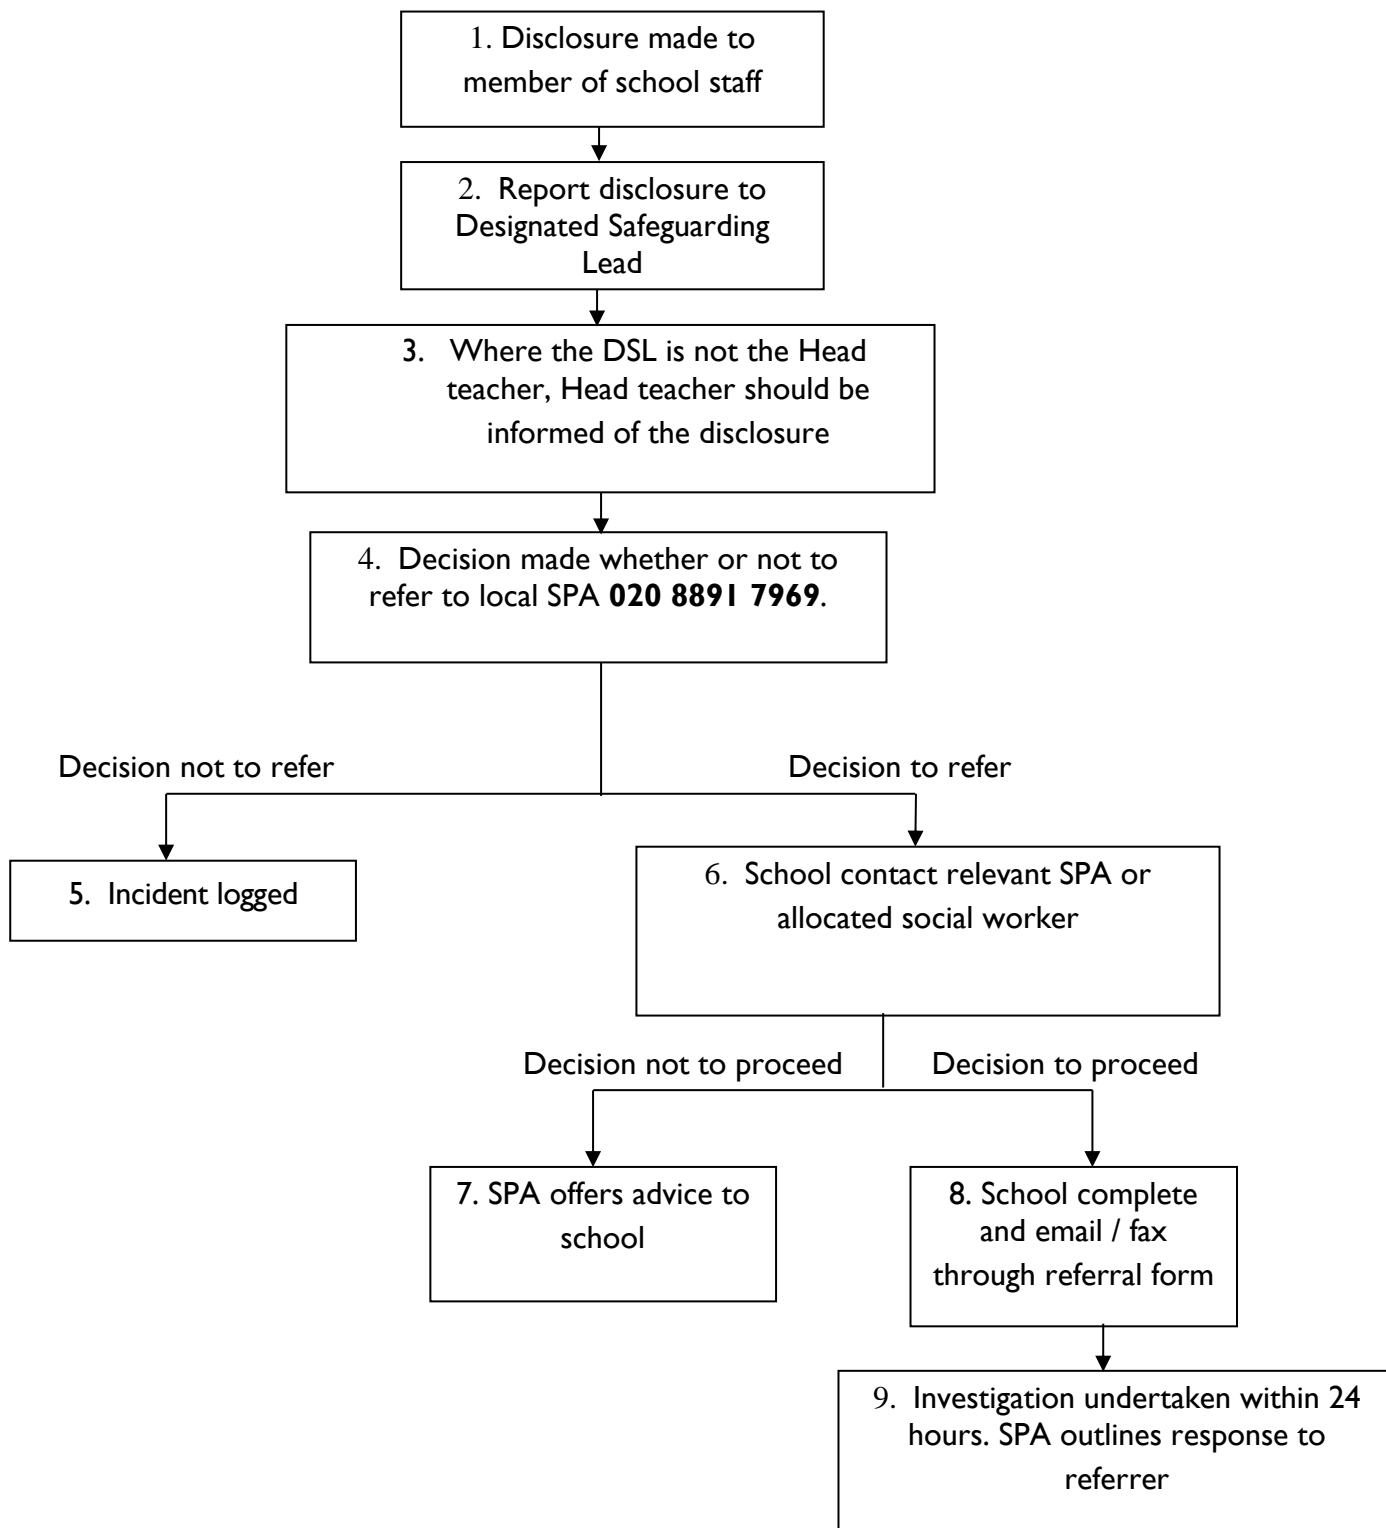 1. Disclosure made to
member of school staff
2. Report disclosure to
Designated Safeguarding
Lead
3. Where the DSL is not the Head
teacher, Head teacher should be
informed of the disclosure
4. Decision made whether or not to
refer to local SPA 020 8891 7969.
Decision not to refer
Decision to refer
5. Incident logged
6. School contact relevant SPA or
allocated social worker
Decision not to proceed
Decision to proceed
7. SPA offers advice to
school
8. School complete
and email / fax
through referral form
9. Investigation undertaken within 24
hours. SPA outlines response to
referrer